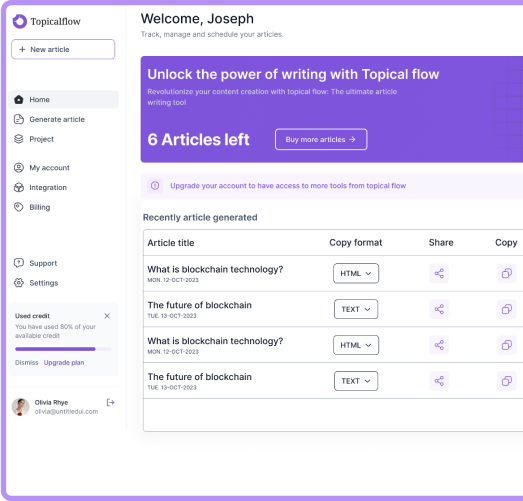 Topicalflow
+ New article
Home
Generate article
Project
My account
Integration
Billing
Support
Settings
Used credit
You have used 80% of your
available credit
Dismiss Upgrade plan
Olivia Rhye
olivia@untitledui.com
Welcome, Joseph
Track, manage and schedule your articles.
Unlock the power of writing with Topical flow
Revolutionize your content creation with topical flow: The ultimate article
writing tool
6 Articles left
Buy more articles →
Upgrade your account to have access to more tools from topical flow
Recently article generated
Article title Copy format Share Copy
What is blockchain technology? HTML
MON. 12-OCT-2023
The future of blockchain TEXT
TUE. 13-OCT-2023
What is blockchain technology? HTML
MON. 12-OCT-2023
The future of blockchain TEXT
TUE. 13-OCT-2023